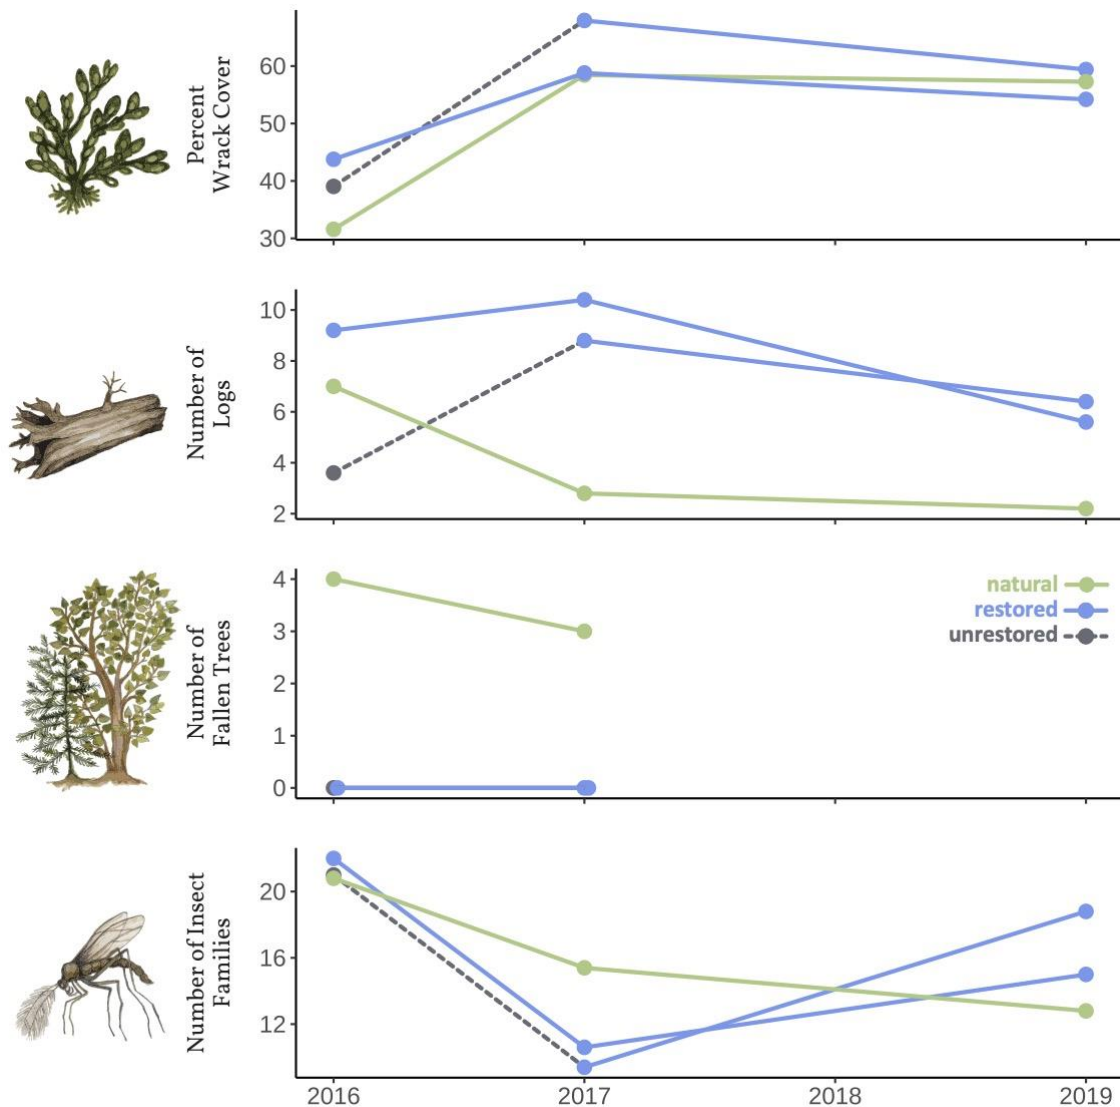 Percent
Wrack Cover
60
50
40
30
Number of
Logs
10
8
6
4
2
Number of
Fallen Trees
4
3
2
1
0
natural
restored
unrestored
Number of Insect
Families
20
16
12
2016 2017 2018 2019